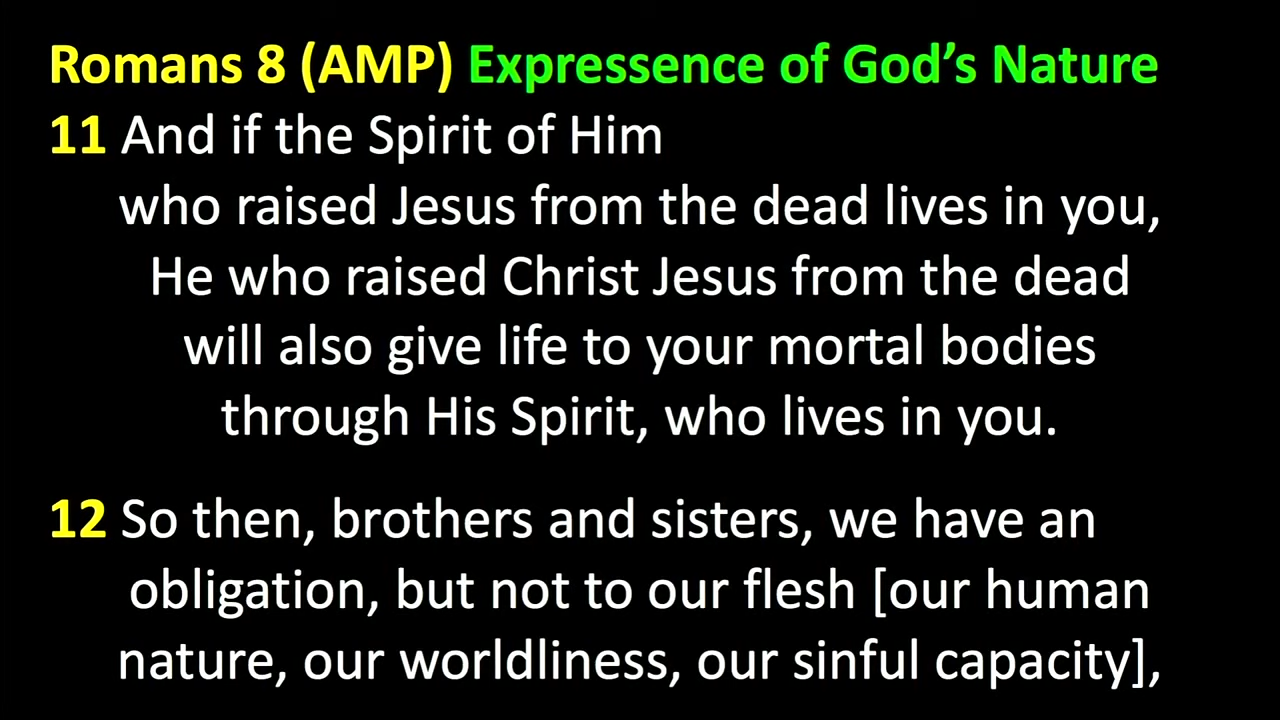 Romans 8 (AMP) Expressence of God’s Nature
11 And if the Spirit of Him
who raised Jesus from the dead lives in you,
He who raised Christ Jesus from the dead
will also give life to your mortal bodies
through His Spirit, who lives in you.
12 So then, brothers and sisters, we have an
obligation, but not to our flesh [our human
nature, our worldliness, our sinful capacity],